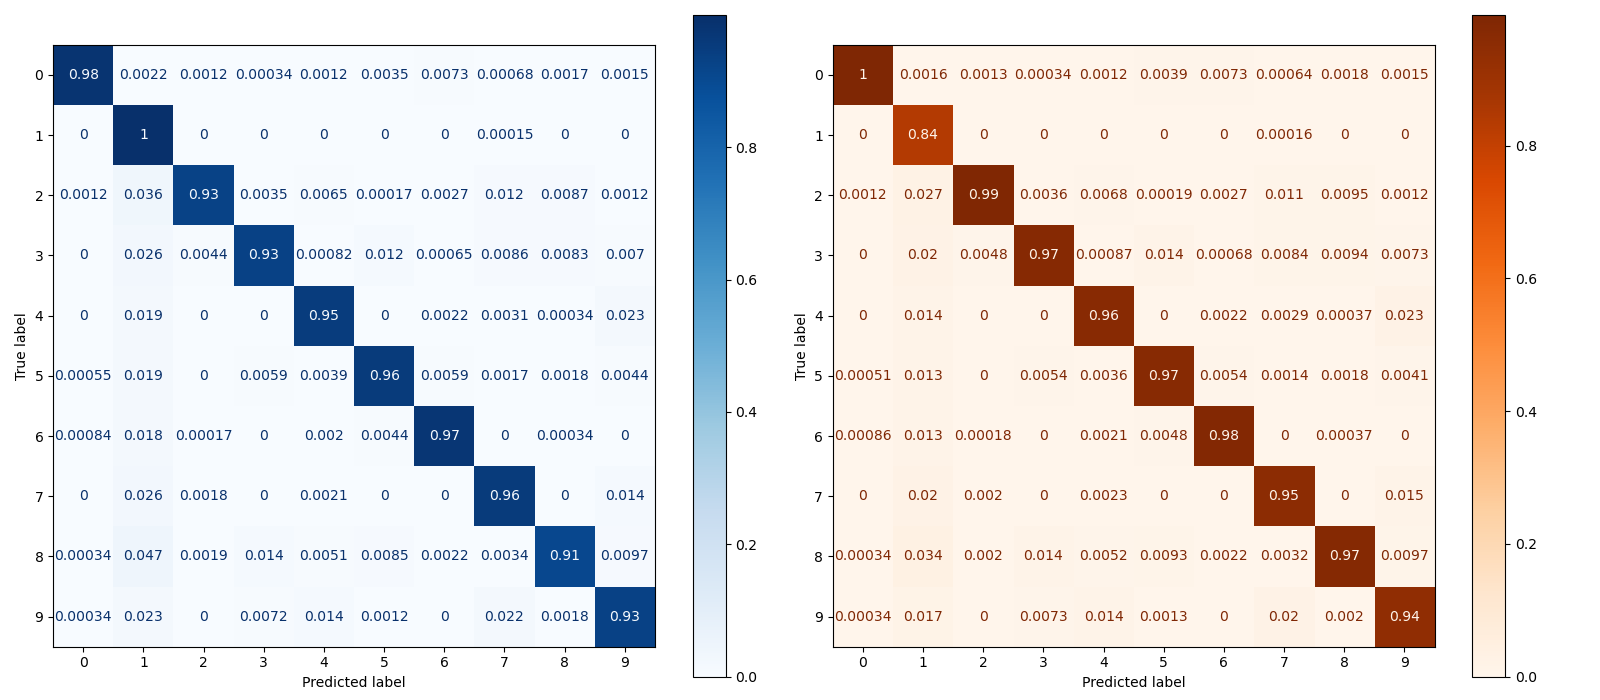 0 0.98 0.0022 0.0012 0.00034 0.0012 0.0035 0.0073 0.00068 0.0017 0.0015
1 0 1 0 0 0 0 0 0.00015 0 0
2 0.0012 0.036 0.93 0.0035 0.0065 0.00017 0.0027 0.012 0.0087 0.0012
3 0 0.026 0.0044 0.93 0.00082 0.012 0.00065 0.0086 0.0083 0.007
4 0 0.019 0 0 0.95 0 0.0022 0.0031 0.00034 0.023
5 0.00055 0.019 0 0.0059 0.0039 0.96 0.0059 0.0017 0.0018 0.0044
6 0.00084 0.018 0.00017 0 0.002 0.0044 0.97 0 0.00034 0
7 0 0.026 0.0018 0 0.0021 0 0 0.96 0 0.014
8 0.00034 0.047 0.0019 0.014 0.0051 0.0085 0.0022 0.0034 0.91 0.0097
9 0.00034 0.023 0 0.0072 0.014 0.0012 0 0.022 0.0018 0.93
0 1 2 3 4 5 6 7 8 9
True label
Predicted label
0.8
0.6
0.4
0.2
0.0
0 1 0.0016 0.0013 0.00034 0.0012 0.0039 0.0073 0.00064 0.0018 0.0015
1 0 0.84 0 0 0 0 0 0.00016 0 0
2 0.0012 0.027 0.99 0.0036 0.0068 0.00019 0.0027 0.011 0.0095 0.0012
3 0 0.02 0.0048 0.97 0.00087 0.014 0.00068 0.0084 0.0094 0.0073
4 0 0.014 0 0 0.96 0 0.0022 0.0029 0.00037 0.023
5 0.00051 0.013 0 0.0054 0.0036 0.97 0.0054 0.0014 0.0018 0.0041
6 0.00086 0.013 0.00018 0 0.0021 0.0048 0.98 0 0.00037 0
7 0 0.02 0.002 0 0.0023 0 0 0.95 0 0.015
8 0.00034 0.034 0.002 0.014 0.0052 0.0093 0.0022 0.0032 0.97 0.0097
9 0.00034 0.017 0 0.0073 0.014 0.0013 0 0.02 0.002 0.94
0 1 2 3 4 5 6 7 8 9
True label
Predicted label
0.8
0.6
0.4
0.2
0.0